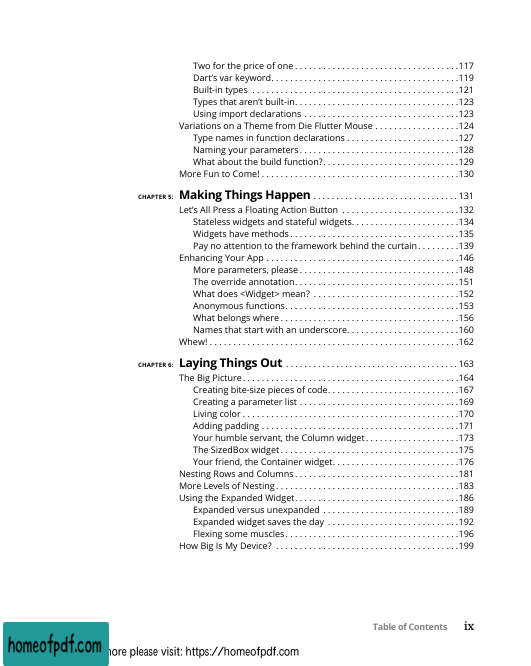 Two for the price of one . . . . . . . . . . . . . . . . . . . . . . . . . . . . . . . . . .117
Dart's var keyword. . . . . . . . . . . . . . . . . . . . . . . . . . . . . . . . . . . . . . .119
Built-in types . . . . . . . . . . . . . . . . . . . . . . . . . . . . . . . . . . . . . . . . . .121
Types that aren't built-in. . . . . . . . . . . . . . . . . . . . . . . . . . . . . . . . . .123
Using import declarations . . . . . . . . . . . . . . . . . . . . . . . . . . . . . . . . .123
Variations on a Theme from Die Flutter Mouse . . . . . . . . . . . . . . . . . .124
Type names in function declarations . . . . . . . . . . . . . . . . . . . . . . . .127
Naming your parameters. . . . . . . . . . . . . . . . . . . . . . . . . . . . . . . . . .128
What about the build function?. . . . . . . . . . . . . . . . . . . . . . . . . . . . .129
More Fun to Come! . . . . . . . . . . . . . . . . . . . . . . . . . . . . . . . . . . . . . . . . .130
CHAPTER 5: Making Things Happen . . . . . . . . . . . . . . . . . . . . . . . . . . . . . . .131
Let's All Press a Floating Action Button . . . . . . . . . . . . . . . . . . . . . . . . .132
Stateless widgets and stateful widgets. . . . . . . . . . . . . . . . . . . . . . .134
Widgets have methods . . . . . . . . . . . . . . . . . . . . . . . . . . . . . . . . . . . .135
Pay no attention to the framework behind the curtain . . . . . . . . .139
Enhancing Your App . . . . . . . . . . . . . . . . . . . . . . . . . . . . . . . . . . . . . . . .146
More parameters, please . . . . . . . . . . . . . . . . . . . . . . . . . . . . . . . . . .148
The override annotation. . . . . . . . . . . . . . . . . . . . . . . . . . . . . . . . . . .151
What does <Widget> mean? . . . . . . . . . . . . . . . . . . . . . . . . . . . . . . .152
Anonymous functions. . . . . . . . . . . . . . . . . . . . . . . . . . . . . . . . . . . . .153
What belongs where . . . . . . . . . . . . . . . . . . . . . . . . . . . . . . . . . . . . . .156
Names that start with an underscore. . . . . . . . . . . . . . . . . . . . . . . .160
Whew! . . . . . . . . . . . . . . . . . . . . . . . . . . . . . . . . . . . . . . . . . . . . . . . . . . .162
CHAPTER 6: Laying Things Out . . . . . . . . . . . . . . . . . . . . . . . . . . . . . . . . . . . . .163
The Big Picture . . . . . . . . . . . . . . . . . . . . . . . . . . . . . . . . . . . . . . . . . . . . .164
Creating bite-size pieces of code. . . . . . . . . . . . . . . . . . . . . . . . . . . .167
Creating a parameter list . . . . . . . . . . . . . . . . . . . . . . . . . . . . . . . . . .169
Living color . . . . . . . . . . . . . . . . . . . . . . . . . . . . . . . . . . . . . . . . . . . . . .170
Adding padding . . . . . . . . . . . . . . . . . . . . . . . . . . . . . . . . . . . . . . . . . .171
Your humble servant, the Column widget . . . . . . . . . . . . . . . . . . . .173
The SizedBox widget . . . . . . . . . . . . . . . . . . . . . . . . . . . . . . . . . . . . . .175
Your friend, the Container widget. . . . . . . . . . . . . . . . . . . . . . . . . . .176
Nesting Rows and Columns. . . . . . . . . . . . . . . . . . . . . . . . . . . . . . . . . . .181
More Levels of Nesting . . . . . . . . . . . . . . . . . . . . . . . . . . . . . . . . . . . . . .183
Using the Expanded Widget. . . . . . . . . . . . . . . . . . . . . . . . . . . . . . . . . .186
Expanded versus unexpanded . . . . . . . . . . . . . . . . . . . . . . . . . . . . .189
Expanded widget saves the day . . . . . . . . . . . . . . . . . . . . . . . . . . . .192
Flexing some muscles. . . . . . . . . . . . . . . . . . . . . . . . . . . . . . . . . . . . .196
How Big Is My Device? . . . . . . . . . . . . . . . . . . . . . . . . . . . . . . . . . . . . . .199
Table of Contents ix
homeofpdf.com
more please visit: https://homeofpdf.com